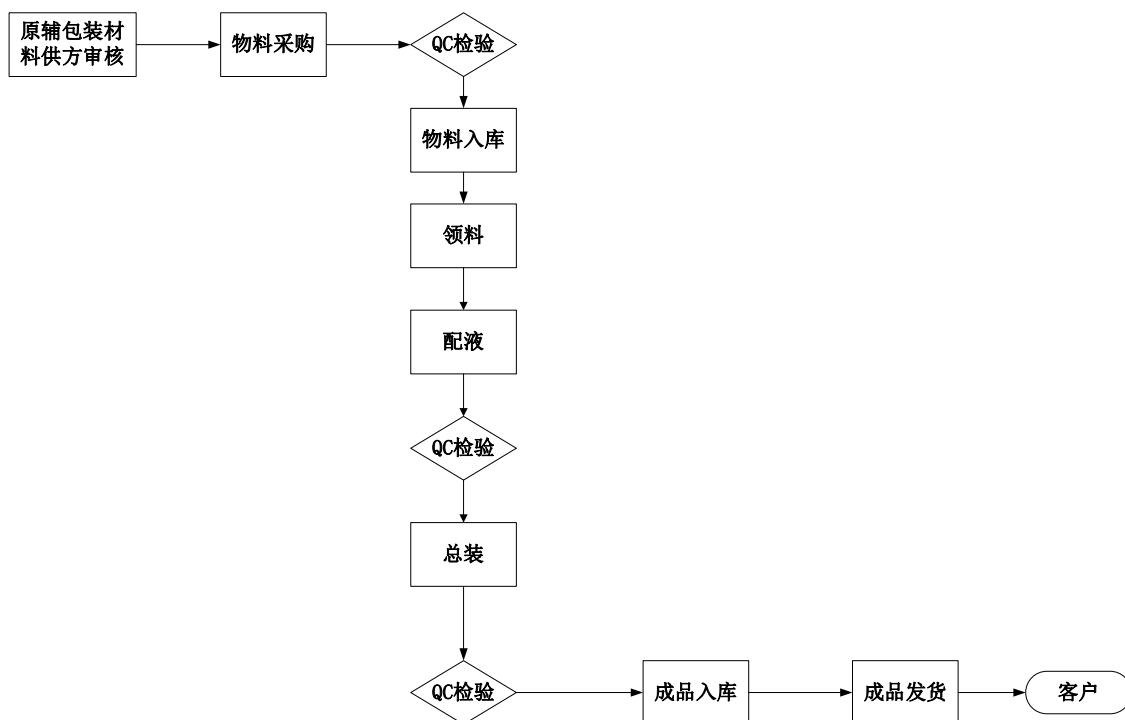 原辅包装材
料供方审核
物料采购
QC检验
物料入库
领料
配液
QC检验
总装
QC检验
成品入库
成品发货
客户